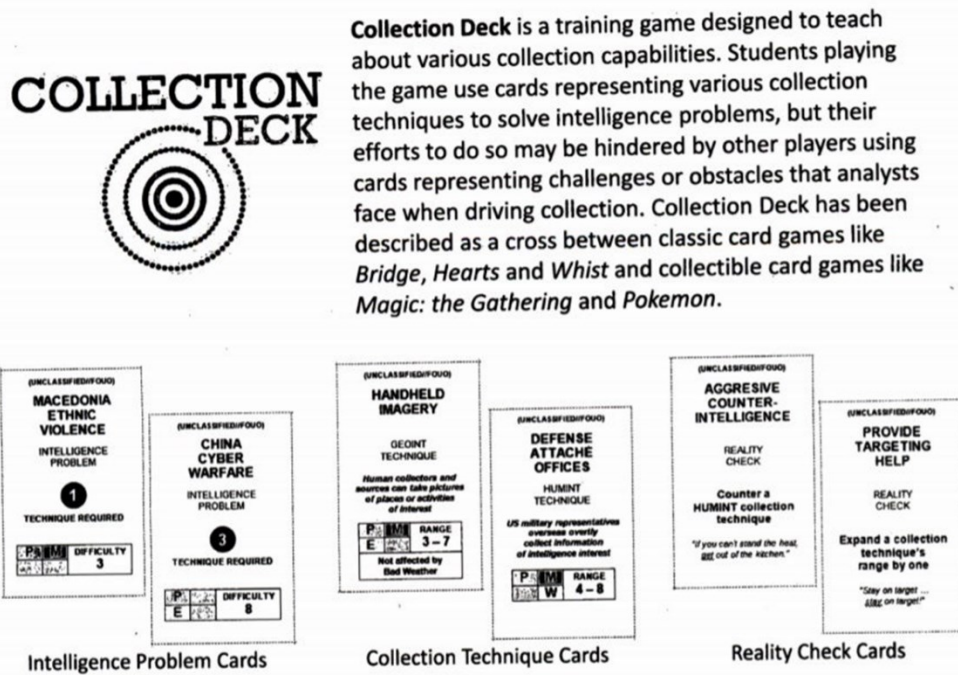 COLLECTION
DECK
Collection Deck is a training game designed to teach
about various collection capabilities. Students playing
the game use cards representing various collection
techniques to solve intelligence problems, but their
efforts to do so may be hindered by other players using
cards representing challenges or obstacles that analysts
face when driving collection. Collection Deck has been
described as a cross between classic card games like
Bridge, Hearts and Whist and collectible card games like
Magic: the Gathering and Pokemon.
(UNCLASSIFIED//FOUO)
MACEDONIA
ETHNIC
VIOLENCE
INTELLIGENCE
PROBLEM
1
TECHNIQUE REQUIRED
P M DIFFICULTY
3
(UNCLASSIFIED//FOUO)
CHINA
CYBER
WARFARE
INTELLIGENCE
PROBLEM
3
TECHNIQUE REQUIRED
P DIFFICULTY
E 8
Intelligence Problem Cards
(UNCLASSIFIED//FOUO)
HANDHELD
IMAGERY
GEOINT
TECHNIQUE
Human collectors and
sources can take pictures
of places or activities
of interest
P M RANGE
E 3-7
Not affected by
Bad Weather
(UNCLASSIFIED//FOUO)
DEFENSE
ATTACHE
OFFICES
HUMINT
TECHNIQUE
US military representatives
overseas overtly
collect information
of intelligence interest
P M RANGE
W 4-8
Collection Technique Cards
(UNCLASSIFIED//FOUO)
AGGRESIVE
COUNTER-
INTELLIGENCE
REALITY
CHECK
Counter a
HUMINT collection
technique
"If you can't stand the heat,
get out of the kitchen."
(UNCLASSIFIED//FOUO)
PROVIDE
TARGETING
HELP
REALITY
CHECK
Expand a collection
technique's
range by one
"Stay on target ...
stay on target!"
Reality Check Cards